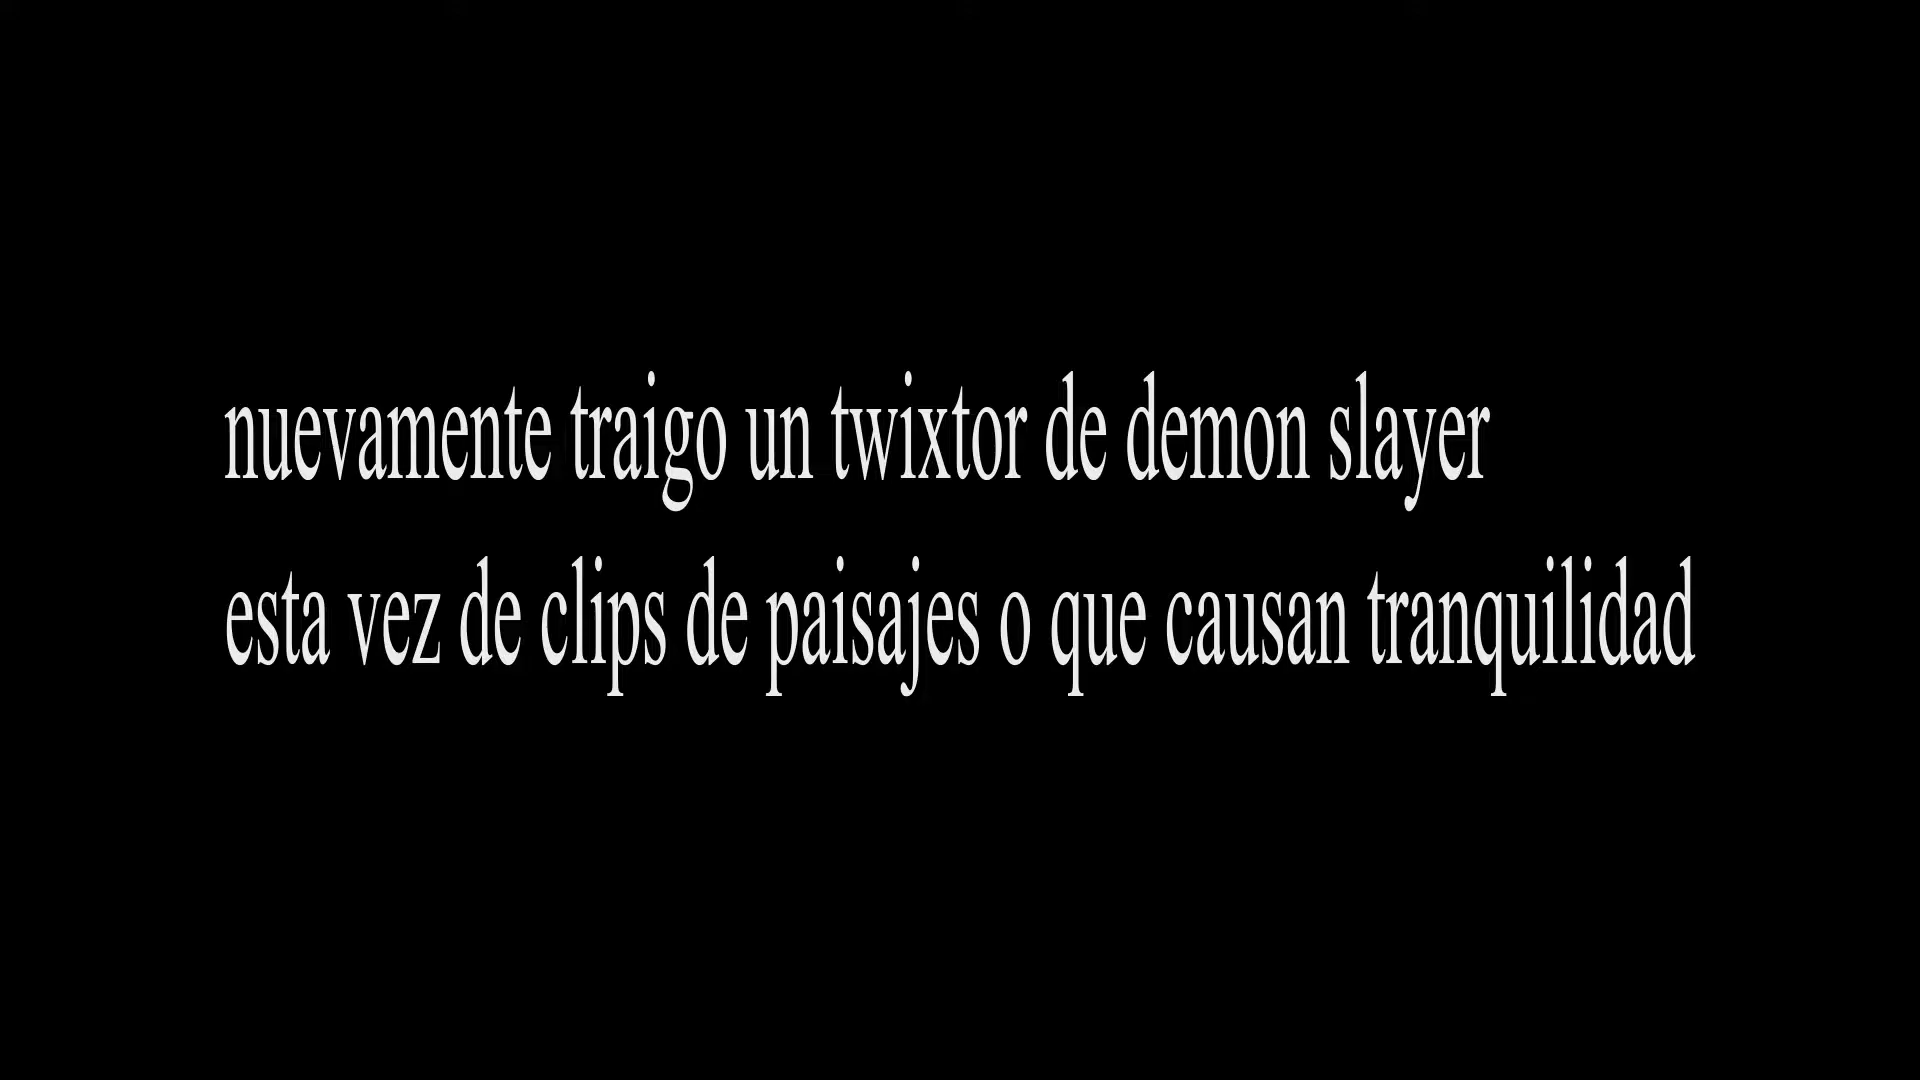 nuevamente traigo un twixtor de demon slayer
esta vez de clips de paisajes o que causan tranquilidad